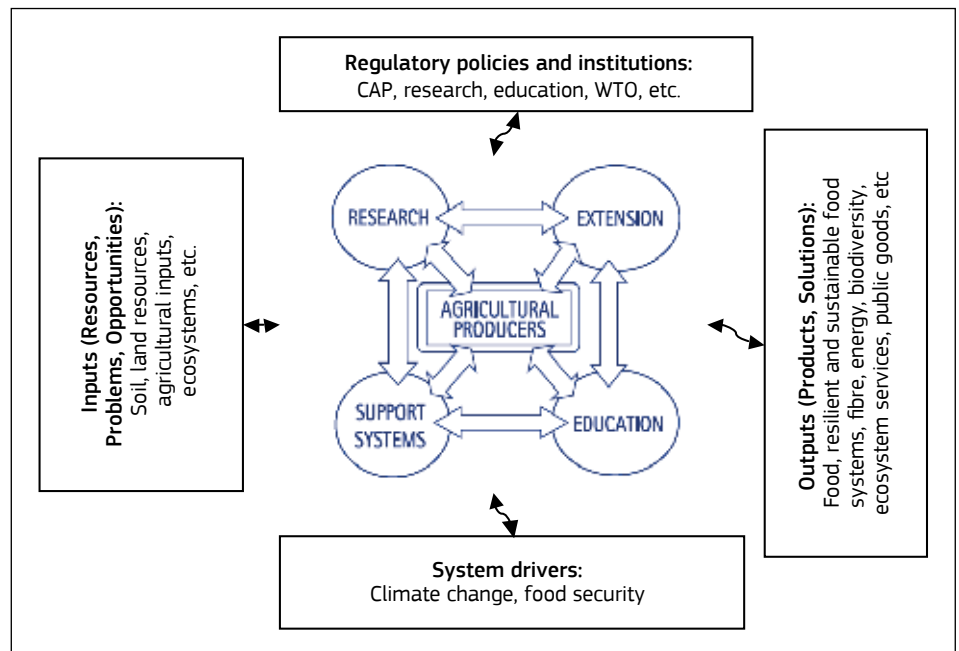 Regulatory policies and institutions:
CAP, research, education, WTO, etc.
Inputs (Resources,
Problems, Opportunities):
Soil, land resources,
agricultural inputs,
ecosystems, etc.
RESEARCH
EXTENSION
AGRICULTURAL
PRODUCERS
SUPPORT
SYSTEMS
EDUCATION
Outputs (Products, Solutions):
Food, resilient and sustainable food
systems, fibre, energy, biodiversity,
ecosystem services, public goods, etc
System drivers:
Climate change, food security